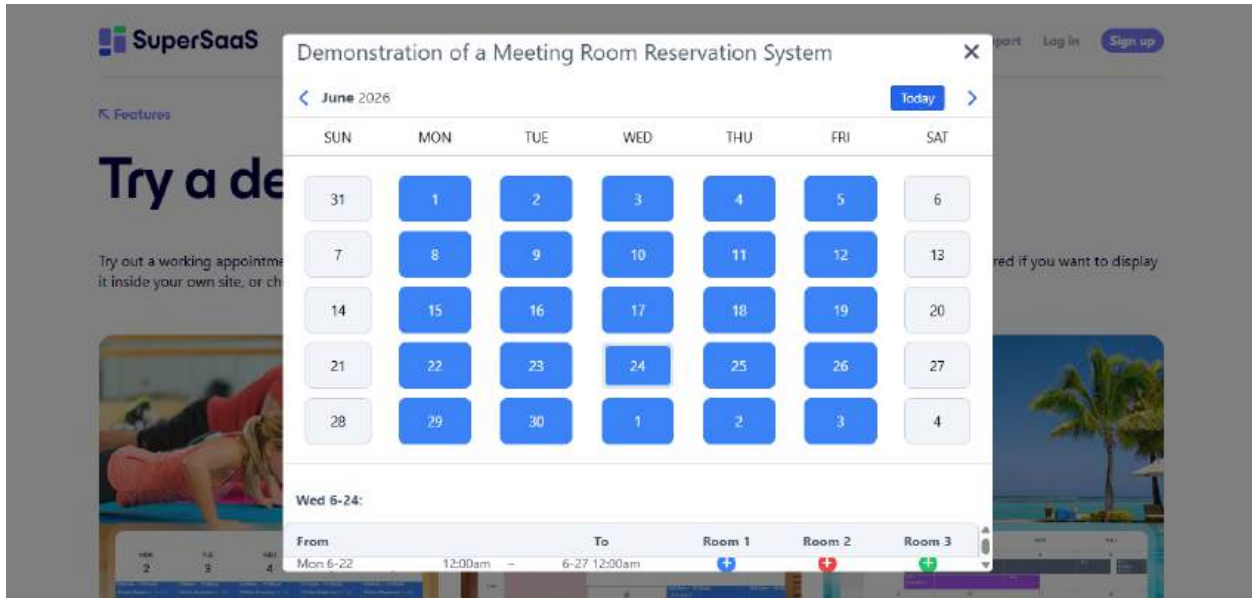 SuperSaaS
port Log in Sign up
Features
Try a de
Try out a working appointme
red if you want to display
it inside your own site, or ch
Demonstration of a Meeting Room Reservation System
June 2026
Today
SUN MON TUE WED THU FRI SAT
31 1 2 3 4 5 6
7 8 9 10 11 12 13
14 15 16 17 18 19 20
21 22 23 24 25 26 27
28 29 30 1 2 3 4
Wed 6-24:
From To Room 1 Room 2 Room 3
Mon 6-22 12:00am – 6-27 12:00am
2 3 4